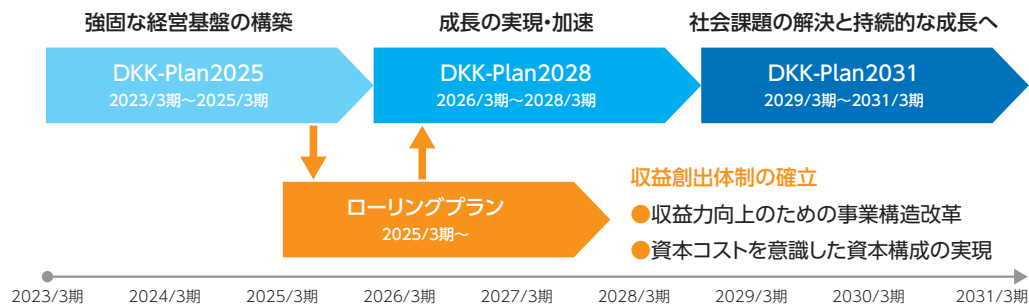 強固な経営基盤の構築
成長の実現・加速
社会課題の解決と持続的な成長へ
DKK-Plan2025
2023/3期～2025/3期
DKK-Plan2028
2026/3期～2028/3期
DKK-Plan2031
2029/3期～2031/3期
ローリングプラン
2025/3期～
収益創出体制の確立
●収益力向上のための事業構造改革
●資本コストを意識した資本構成の実現
2023/3期 2024/3期 2025/3期 2026/3期 2027/3期 2028/3期 2029/3期 2030/3期 2031/3期